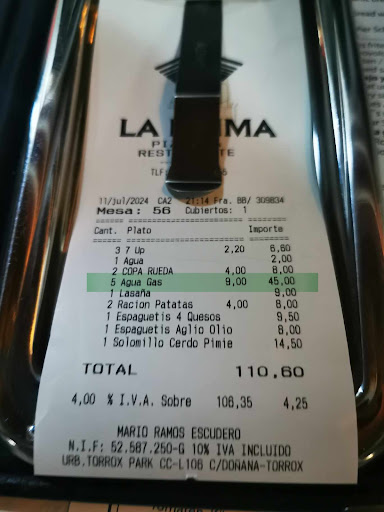 LA MA
PI
REST TE
TLF:
11/jul/2024 CA2 21:14 Fra. BB/ 309834
Mesa: 56 Cubiertos: 1
Cant. Plato Importe
3 7 Up 2,20 6,60
1 Agua 2,00
2 COPA RUEDA 4,00 8,00
5 Agua Gas 9,00 45,00
1 Lasaña 9,00
2 Racion Patatas 4,00 8,00
1 Espaguetis 4 Quesos 9,50
1 Espaguetis Aglio Olio 8,00
1 Solomillo Cerdo Pimie 14,50
TOTAL 110,60
4,00 % I.V.A. Sobre 106,35 4,25
MARIO RAMOS ESCUDERO
N.I.F: 52.587.250-G 10% IVA INCLUIDO
URB.TORROX PARK CC-L106 C/DOÑANA-TORROX